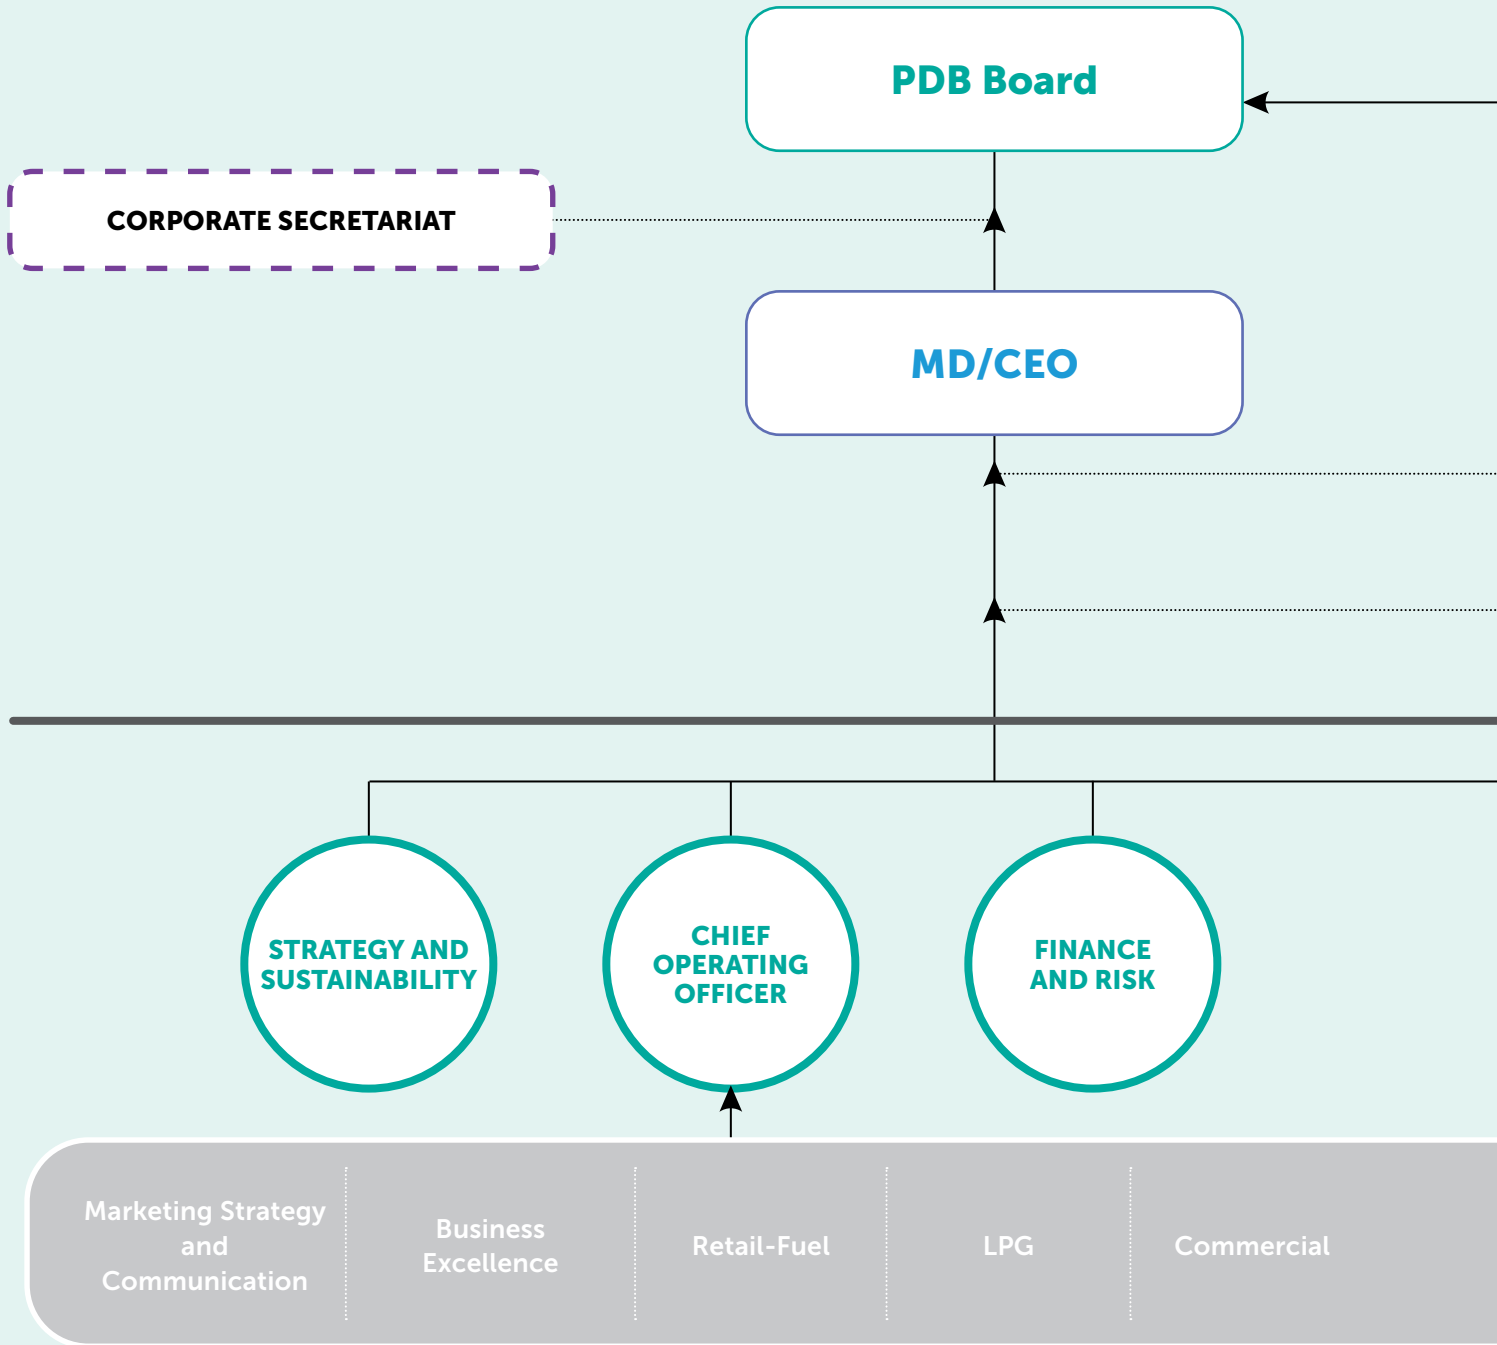 PDB Board
CORPORATE SECRETARIAT
MD/CEO
STRATEGY AND
SUSTAINABILITY
CHIEF
OPERATING
OFFICER
FINANCE
AND RISK
Marketing Strategy
and
Communication
Business
Excellence
Retail-Fuel
LPG
Commercial